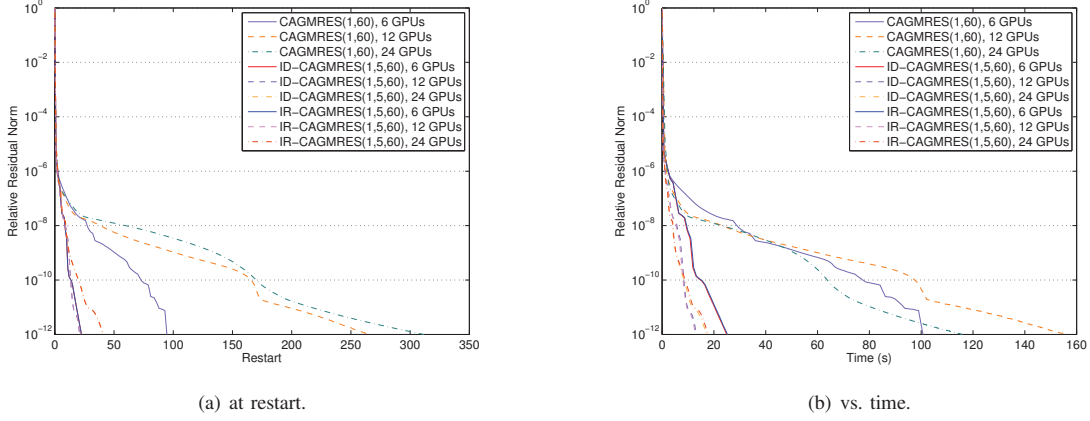 10^0
10^−2
10^−4
10^−6
10^−8
10^−10
10^−12
Relative Residual Norm
CAGMRES(1,60), 6 GPUs
CAGMRES(1,60), 12 GPUs
CAGMRES(1,60), 24 GPUs
ID−CAGMRES(1,5,60), 6 GPUs
ID−CAGMRES(1,5,60), 12 GPUs
ID−CAGMRES(1,5,60), 24 GPUs
IR−CAGMRES(1,5,60), 6 GPUs
IR−CAGMRES(1,5,60), 12 GPUs
IR−CAGMRES(1,5,60), 24 GPUs
0 50 100 150 200 250 300 350
Restart
(a) at restart.
10^0
10^−2
10^−4
10^−6
10^−8
10^−10
10^−12
Relative Residual Norm
CAGMRES(1,60), 6 GPUs
CAGMRES(1,60), 12 GPUs
CAGMRES(1,60), 24 GPUs
ID−CAGMRES(1,5,60), 6 GPUs
ID−CAGMRES(1,5,60), 12 GPUs
ID−CAGMRES(1,5,60), 24 GPUs
IR−CAGMRES(1,5,60), 6 GPUs
IR−CAGMRES(1,5,60), 12 GPUs
IR−CAGMRES(1,5,60), 24 GPUs
0 20 40 60 80 100 120 140 160
Time (s)
(b) vs. time.